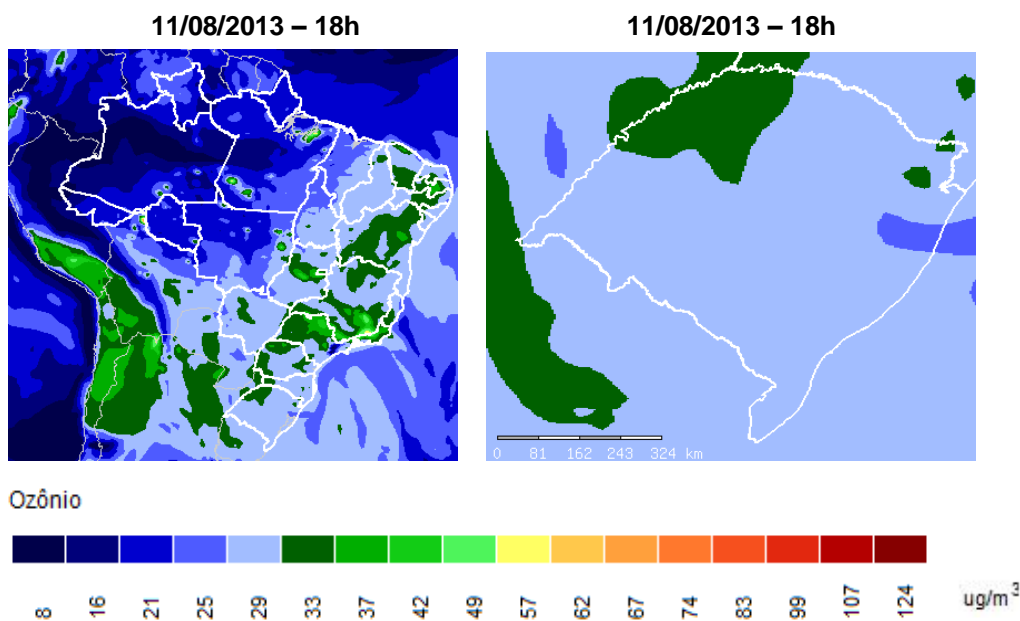 11/08/2013 – 18h
11/08/2013 – 18h
0 81 162 243 324 km
Ozônio
8 16 21 25 29 33 37 42 49 57 62 67 74 83 99 107 124 ug/m³